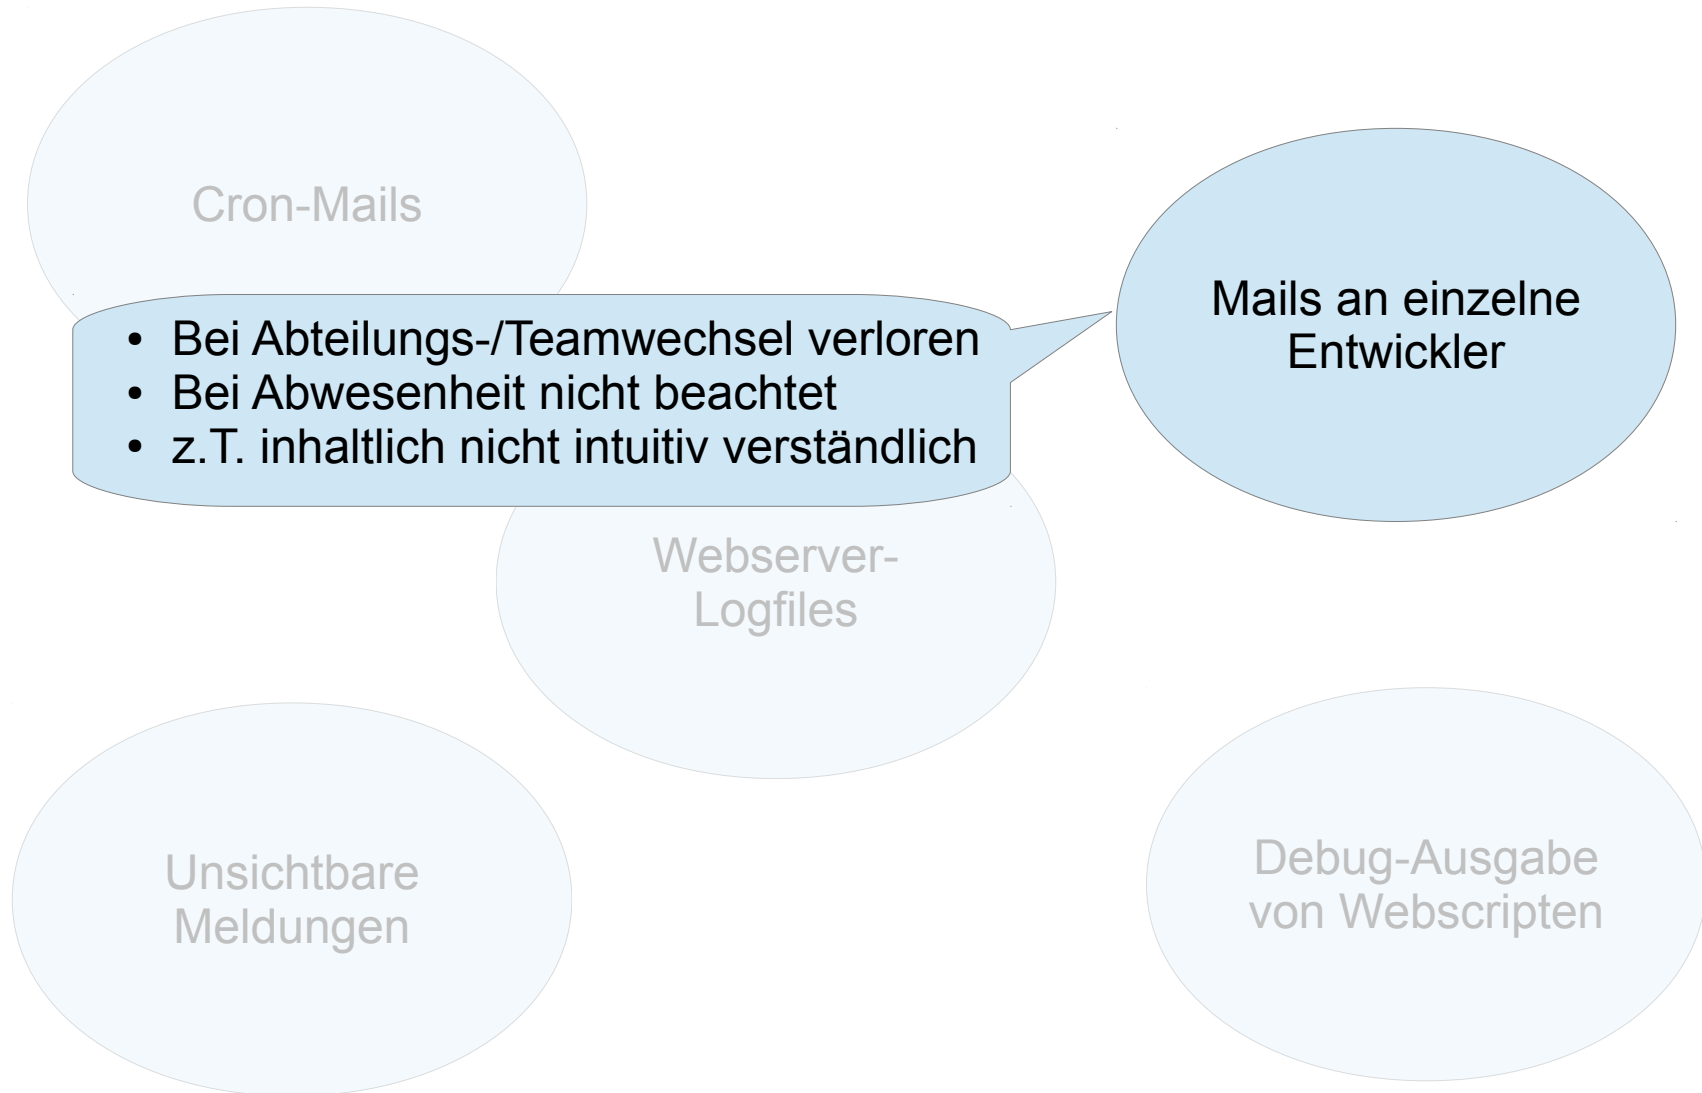 Cron-Mails
Mails an einzelne
Entwickler
• Bei Abteilungs-/Teamwechsel verloren
• Bei Abwesenheit nicht beachtet
• z.T. inhaltlich nicht intuitiv verständlich
Webserver-
Logfiles
Unsichtbare
Meldungen
Debug-Ausgabe
von Webscripten